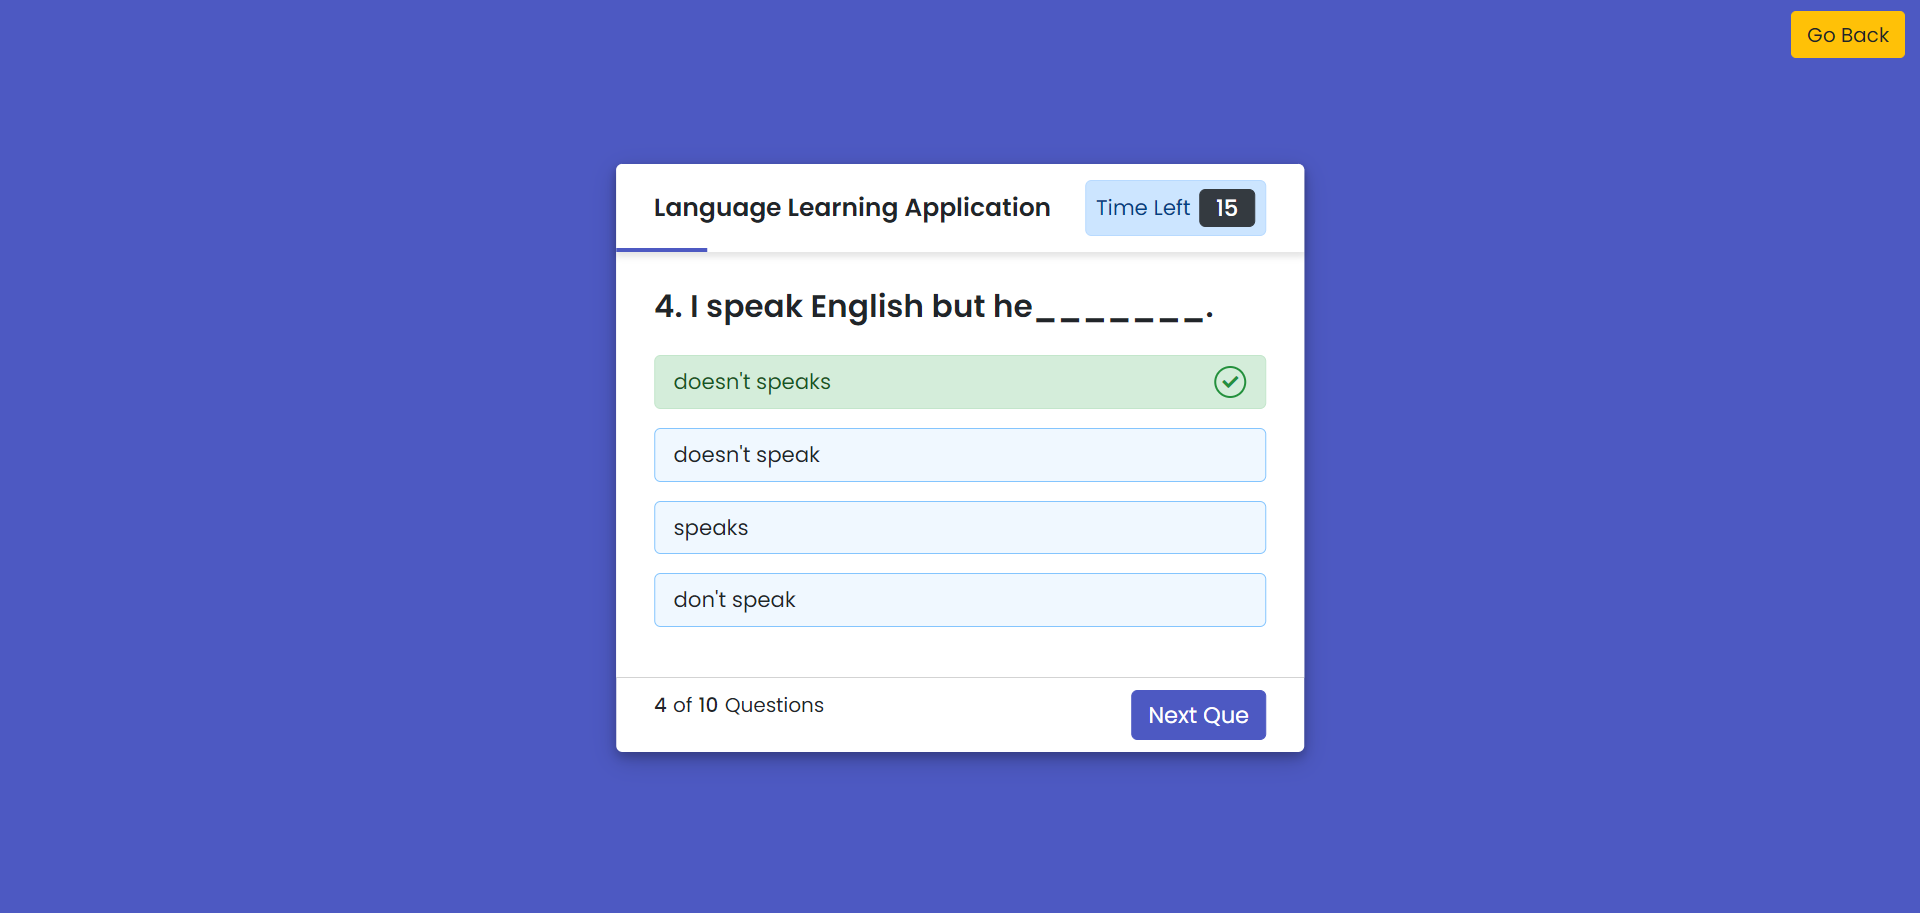 Go Back
Language Learning Application
Time Left 15
4. I speak English but he_______.
doesn't speaks
doesn't speak
speaks
don't speak
4 of 10 Questions
Next Que